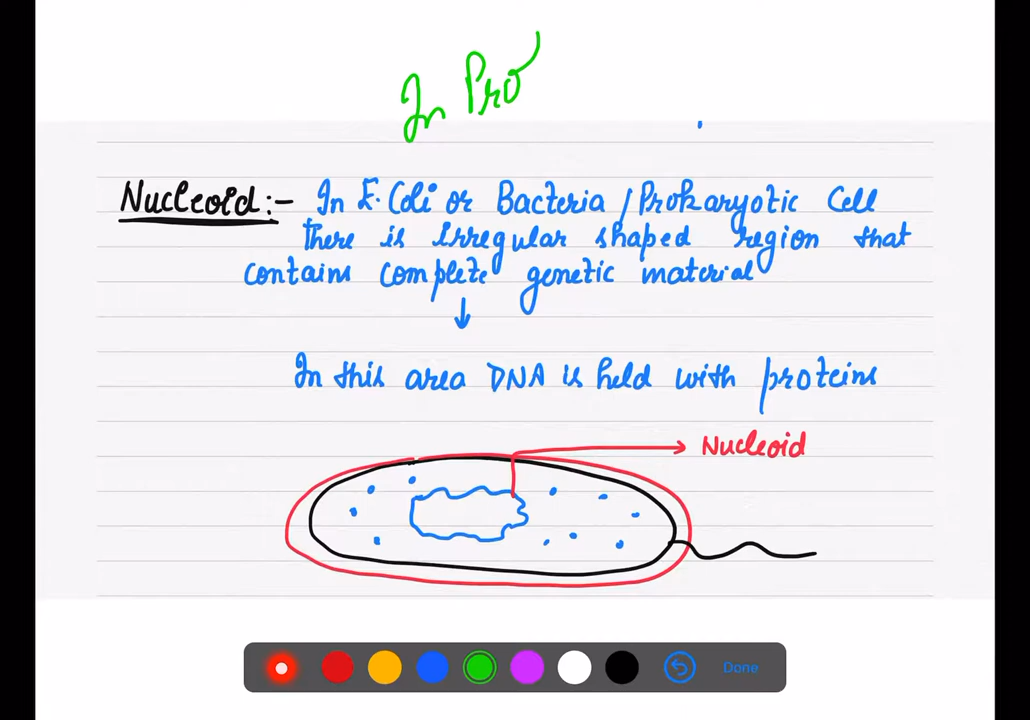 In Pro
Nucleoid:- In E.Coli or Bacteria/Prokaryotic Cell
there is Irregular shaped region that
contains complete genetic material
↓
In this area DNA is held with proteins
Nucleoid
Done